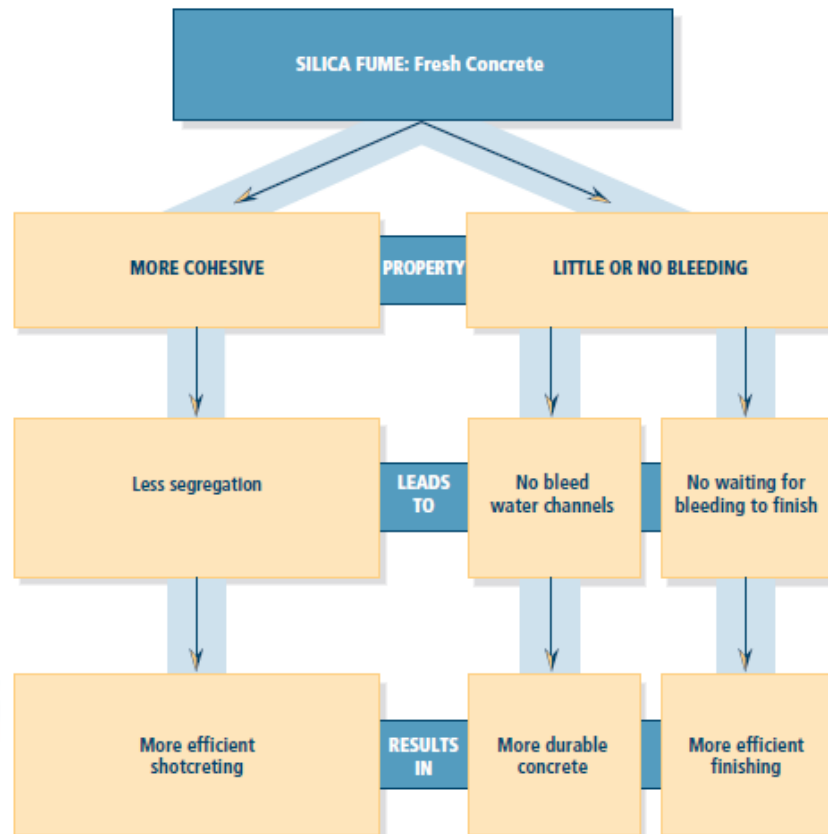 SILICA FUME: Fresh Concrete
MORE COHESIVE
PROPERTY
LITTLE OR NO BLEEDING
Less segregation
LEADS
TO
No bleed
water channels
No waiting for
bleeding to finish
More efficient
shotcreting
RESULTS
IN
More durable
concrete
More efficient
finishing